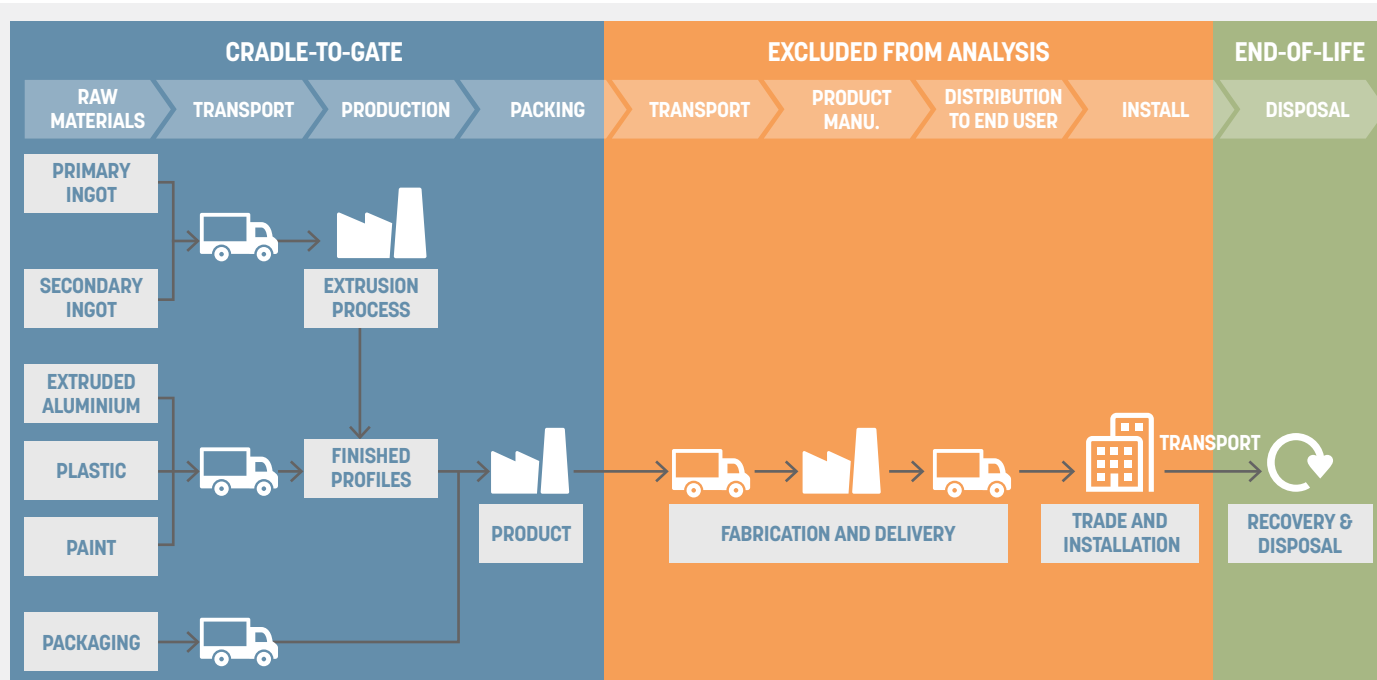 CRADLE-TO-GATE
EXCLUDED FROM ANALYSIS
END-OF-LIFE
RAW
MATERIALS
TRANSPORT
PRODUCTION
PACKING
TRANSPORT
PRODUCT
MANU.
DISTRIBUTION
TO END USER
INSTALL
DISPOSAL
PRIMARY
INGOT
SECONDARY
INGOT
EXTRUSION
PROCESS
EXTRUDED
ALUMINIUM
PLASTIC
PAINT
FINISHED
PROFILES
PRODUCT
FABRICATION AND DELIVERY
TRADE AND
INSTALLATION
TRANSPORT
RECOVERY &
DISPOSAL
PACKAGING